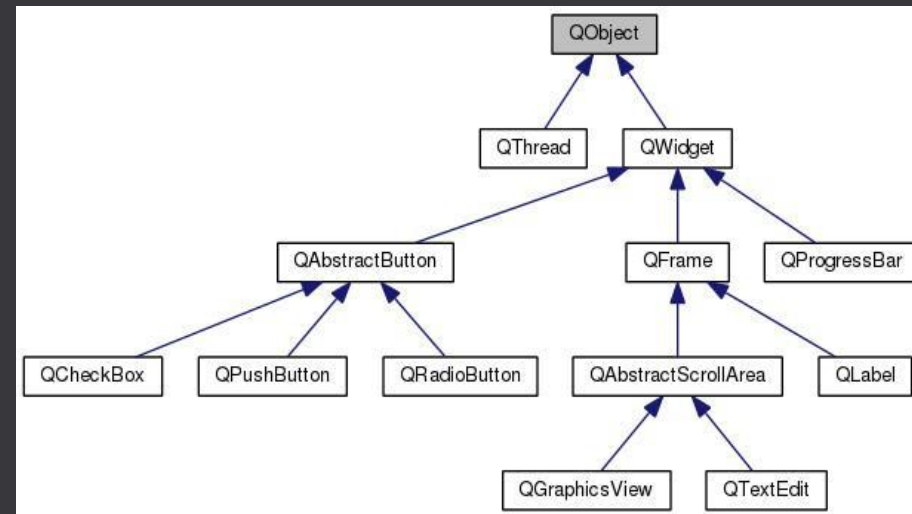 QObject
QThread
QWidget
QAbstractButton
QFrame
QProgressBar
QCheckBox
QPushButton
QRadioButton
QAbstractScrollArea
QLabel
QGraphicsView
QTextEdit